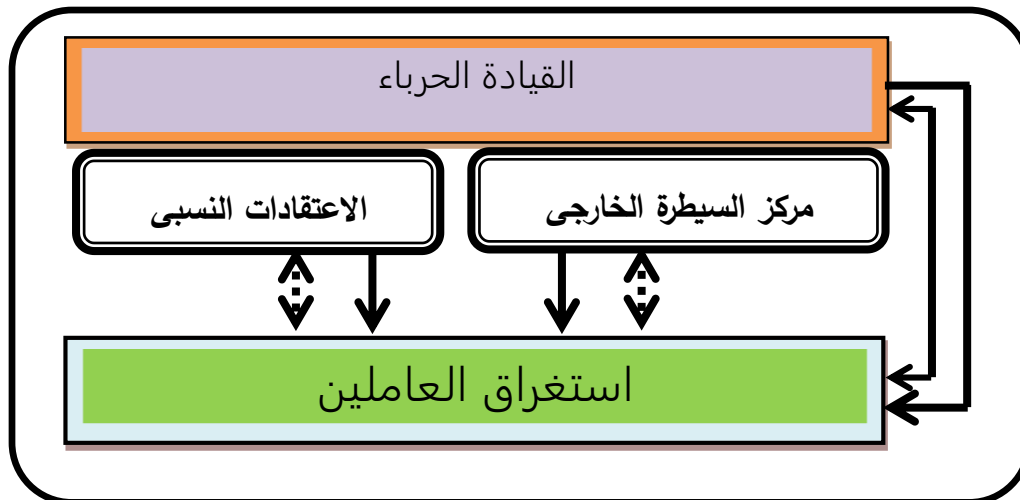 القيادة الحرباء
مركز السيطرة الخارجى
الاعتقادات النسبى
استغراق العاملين